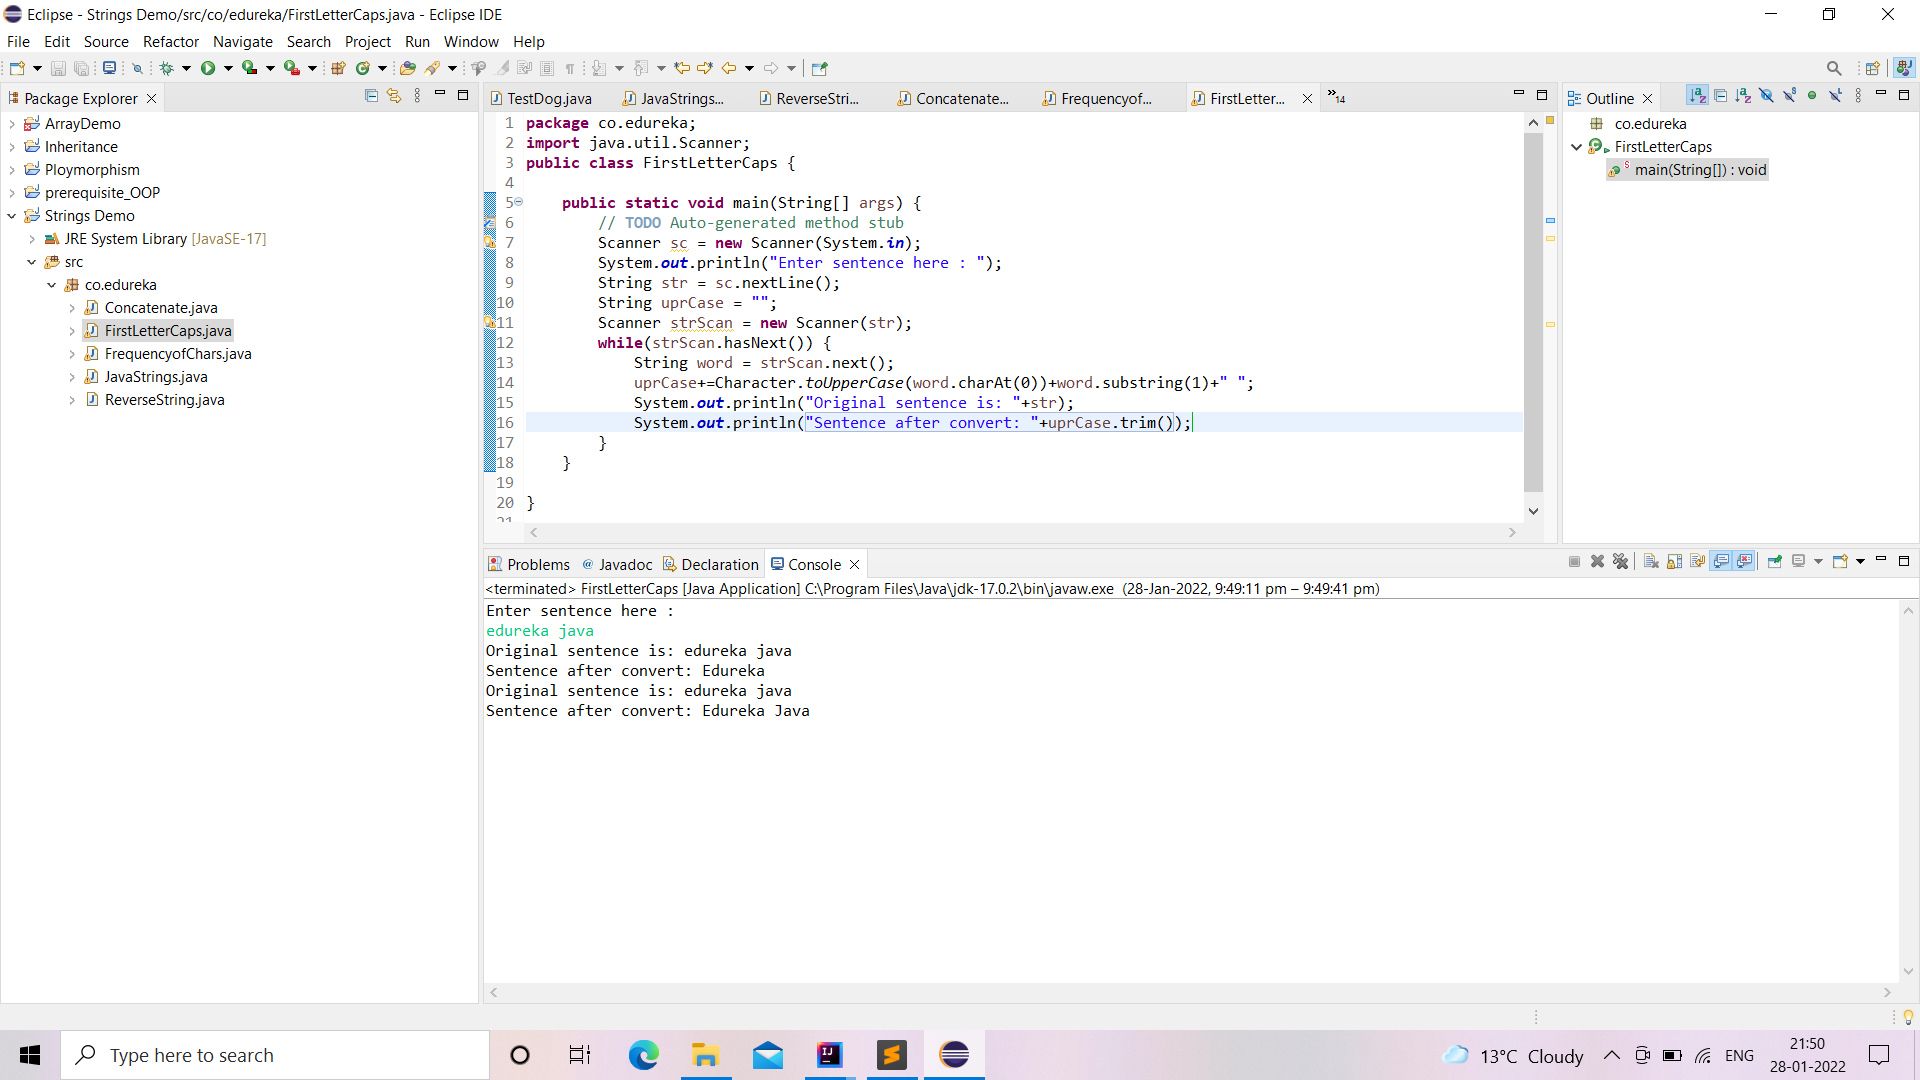 Eclipse - Strings Demo/src/co/edureka/FirstLetterCaps.java - Eclipse IDE
File Edit Source Refactor Navigate Search Project Run Window Help
Package Explorer
ArrayDemo
Inheritance
Ploymorphism
prerequisite_OOP
Strings Demo
JRE System Library [JavaSE-17]
src
co.edureka
Concatenate.java
FirstLetterCaps.java
FrequencyofChars.java
JavaStrings.java
ReverseString.java
TestDog.java JavaStrings... ReverseStri... Concatenate... Frequencyof... FirstLetter... »14
1 package co.edureka;
2 import java.util.Scanner;
3 public class FirstLetterCaps {
4
5 public static void main(String[] args) {
6 // TODO Auto-generated method stub
7 Scanner sc = new Scanner(System.in);
8 System.out.println("Enter sentence here : ");
9 String str = sc.nextLine();
10 String uprCase = "";
11 Scanner strScan = new Scanner(str);
12 while(strScan.hasNext()) {
13 String word = strScan.next();
14 uprCase+=Character.toUpperCase(word.charAt(0))+word.substring(1)+" ";
15 System.out.println("Original sentence is: "+str);
16 System.out.println("Sentence after convert: "+uprCase.trim());
17 }
18 }
19
20 }
21
Outline
co.edureka
FirstLetterCaps
main(String[]) : void
Problems @ Javadoc Declaration Console
<terminated> FirstLetterCaps [Java Application] C:\Program Files\Java\jdk-17.0.2\bin\javaw.exe (28-Jan-2022, 9:49:11 pm – 9:49:41 pm)
Enter sentence here :
edureka java
Original sentence is: edureka java
Sentence after convert: Edureka
Original sentence is: edureka java
Sentence after convert: Edureka Java
Type here to search
13°C Cloudy
ENG
21:50
28-01-2022